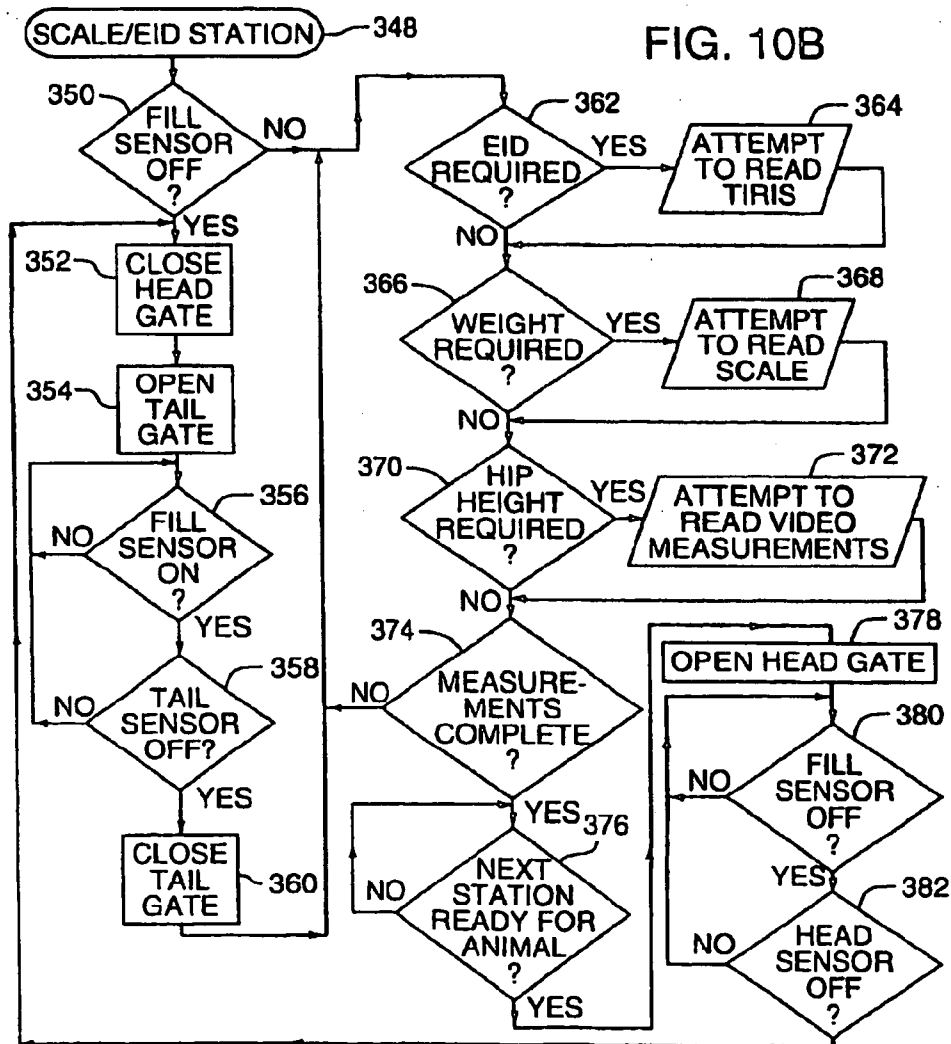 SCALE/EID STATION
348
FIG. 10B
350
FILL
SENSOR
OFF
?
NO
YES
352
CLOSE
HEAD
GATE
354
OPEN
TAIL
GATE
356
FILL
SENSOR
ON
?
NO
YES
358
TAIL
SENSOR
OFF?
NO
YES
CLOSE
TAIL
GATE
360
362
EID
REQUIRED
?
YES
NO
364
ATTEMPT
TO READ
TIRIS
366
WEIGHT
REQUIRED
?
YES
NO
368
ATTEMPT
TO READ
SCALE
370
HIP
HEIGHT
REQUIRED
?
YES
NO
372
ATTEMPT TO
READ VIDEO
MEASUREMENTS
374
MEASURE-
MENTS
COMPLETE
?
NO
YES
376
NEXT
STATION
READY FOR
ANIMAL
?
NO
YES
378
OPEN HEAD GATE
380
FILL
SENSOR
OFF
?
NO
YES
382
HEAD
SENSOR
OFF
?
NO